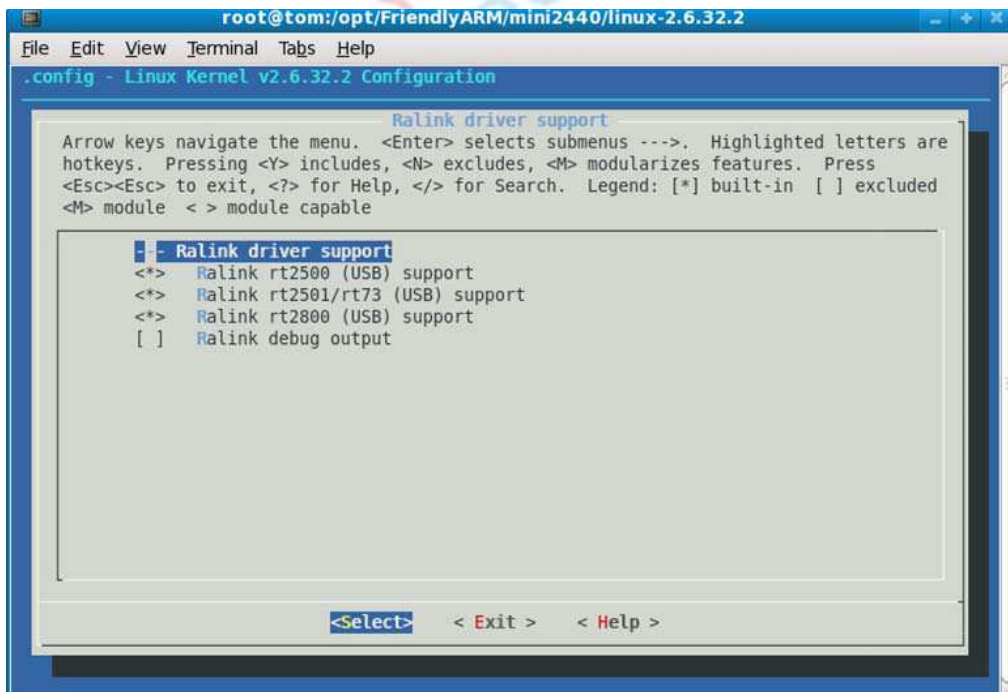 root@tom:/opt/FriendlyARM/mini2440/linux-2.6.32.2
File Edit View Terminal Tabs Help
.config - Linux Kernel v2.6.32.2 Configuration
Ralink driver support
Arrow keys navigate the menu. <Enter> selects submenus --->. Highlighted letters are
hotkeys. Pressing <Y> includes, <N> excludes, <M> modularizes features. Press
<Esc><Esc> to exit, <?> for Help, </> for Search. Legend: [*] built-in [ ] excluded
<M> module < > module capable
--- Ralink driver support
<*> Ralink rt2500 (USB) support
<*> Ralink rt2501/rt73 (USB) support
<*> Ralink rt2800 (USB) support
[ ] Ralink debug output
<Select> < Exit > < Help >